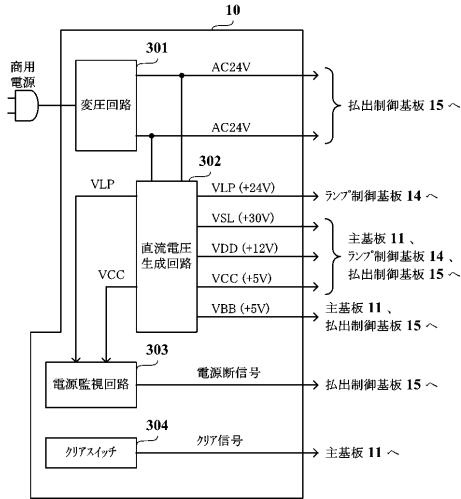 10
301
商用
電源
変圧回路
AC24V
AC24V
払出制御基板 15 へ
302
VLP
VCC
直流電圧
生成回路
VLP (+24V)
ランプ制御基板 14 へ
VSL (+30V)
VDD (+12V)
VCC (+5V)
主基板 11 、
ランプ制御基板 14 、
払出制御基板 15 へ
VBB (+5V)
主基板 11 、
払出制御基板 15 へ
303
電源監視回路
電源断信号
払出制御基板 15 へ
304
クリアスイッチ
クリア信号
主基板 11 へ